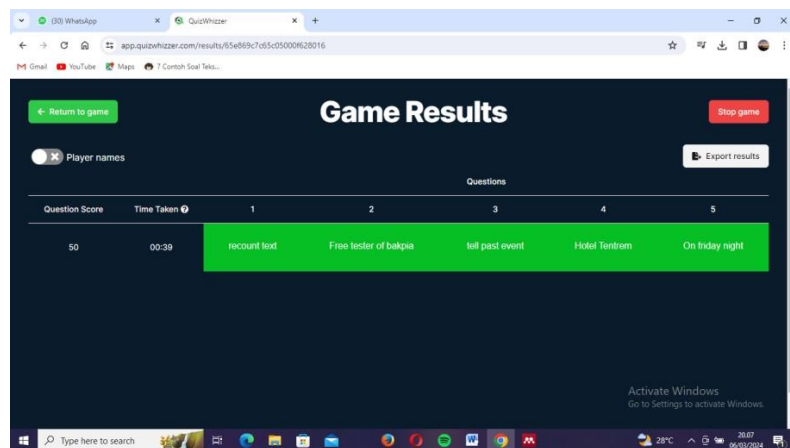 (30) WhatsApp
QuizWhizzer
app.quizwhizzer.com/results/65e869c7c65c05000f628016
Gmail YouTube Maps 7 Contoh Soal Teks...
← Return to game
Game Results
Stop game
Player names
Export results
Questions
Question Score Time Taken 1 2 3 4 5
50 00:39 recount text Free tester of bakpia tell past event Hotel Tentrem On friday night
Activate Windows
Go to Settings to activate Windows.
Type here to search
28°C
20.07
06/03/2024